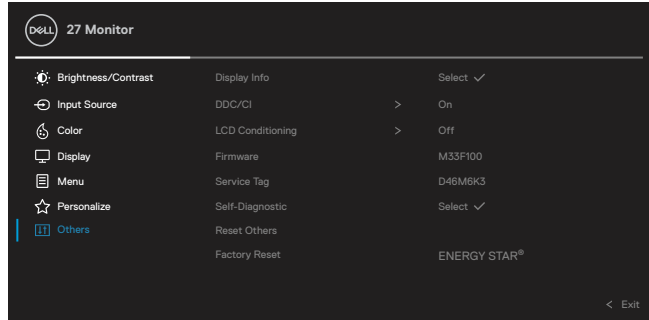 DELL 27 Monitor
Brightness/Contrast Display Info Select ✓
Input Source DDC/CI > On
Color LCD Conditioning > Off
Display Firmware M33F100
Menu Service Tag D46M6K3
Personalize Self-Diagnostic Select ✓
Others Reset Others
Factory Reset ENERGY STAR®
< Exit